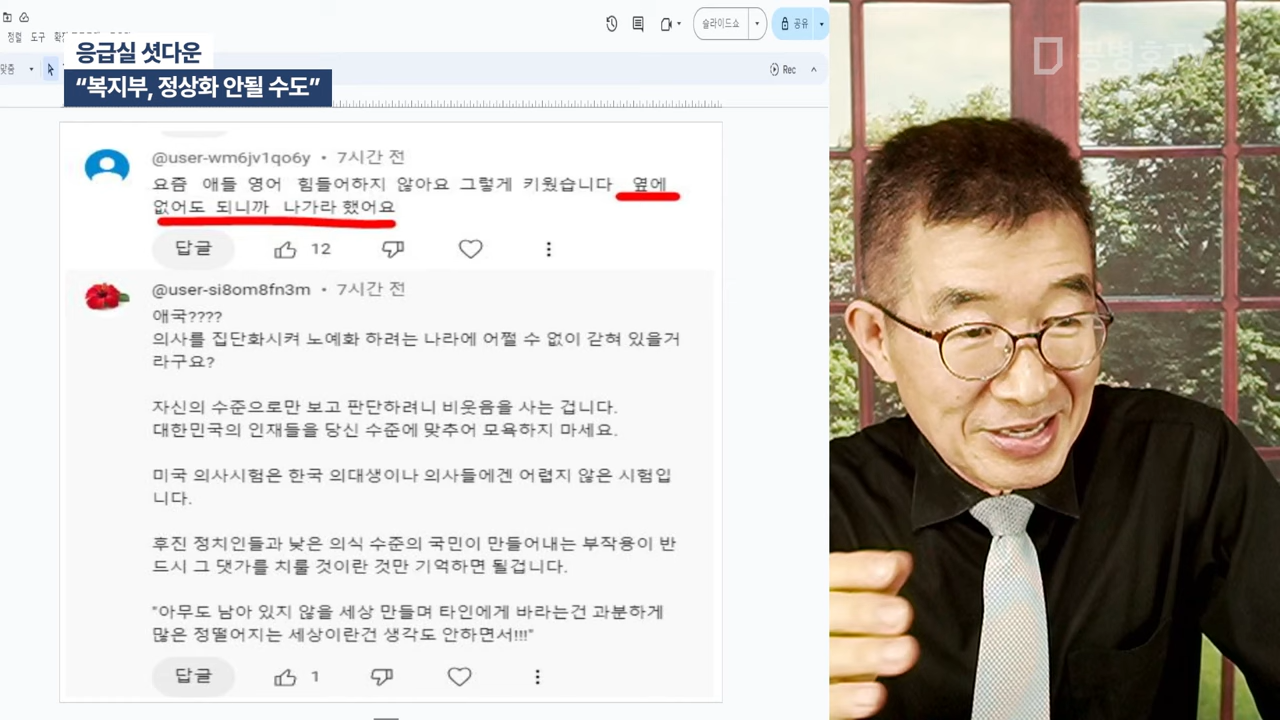 정렬 도구
슬라이드쇼
공유
응급실 셧다운
“복지부, 정상화 안될 수도”
맞춤
Rec
공병호TV
@user-wm6jv1qo6y • 7시간 전
요즘 애들 영어 힘들어하지 않아요 그렇게 키웠습니다 옆에
없어도 되니까 나가라 했어요
답글 12
@user-si8om8fn3m • 7시간 전
애국????
의사를 집단화시켜 노예화 하려는 나라에 어쩔 수 없이 갇혀 있을거
라구요?
자신의 수준으로만 보고 판단하려니 비웃음을 사는 겁니다.
대한민국의 인재들을 당신 수준에 맞추어 모욕하지 마세요.
미국 의사시험은 한국 의대생이나 의사들에겐 어렵지 않은 시험입
니다.
후진 정치인들과 낮은 의식 수준의 국민이 만들어내는 부작용이 반
드시 그 댓가를 치룰 것이란 것만 기억하면 될겁니다.
"아무도 남아 있지 않을 세상 만들며 타인에게 바라는건 과분하게
많은 정떨어지는 세상이란건 생각도 안하면서!!!"
답글 1